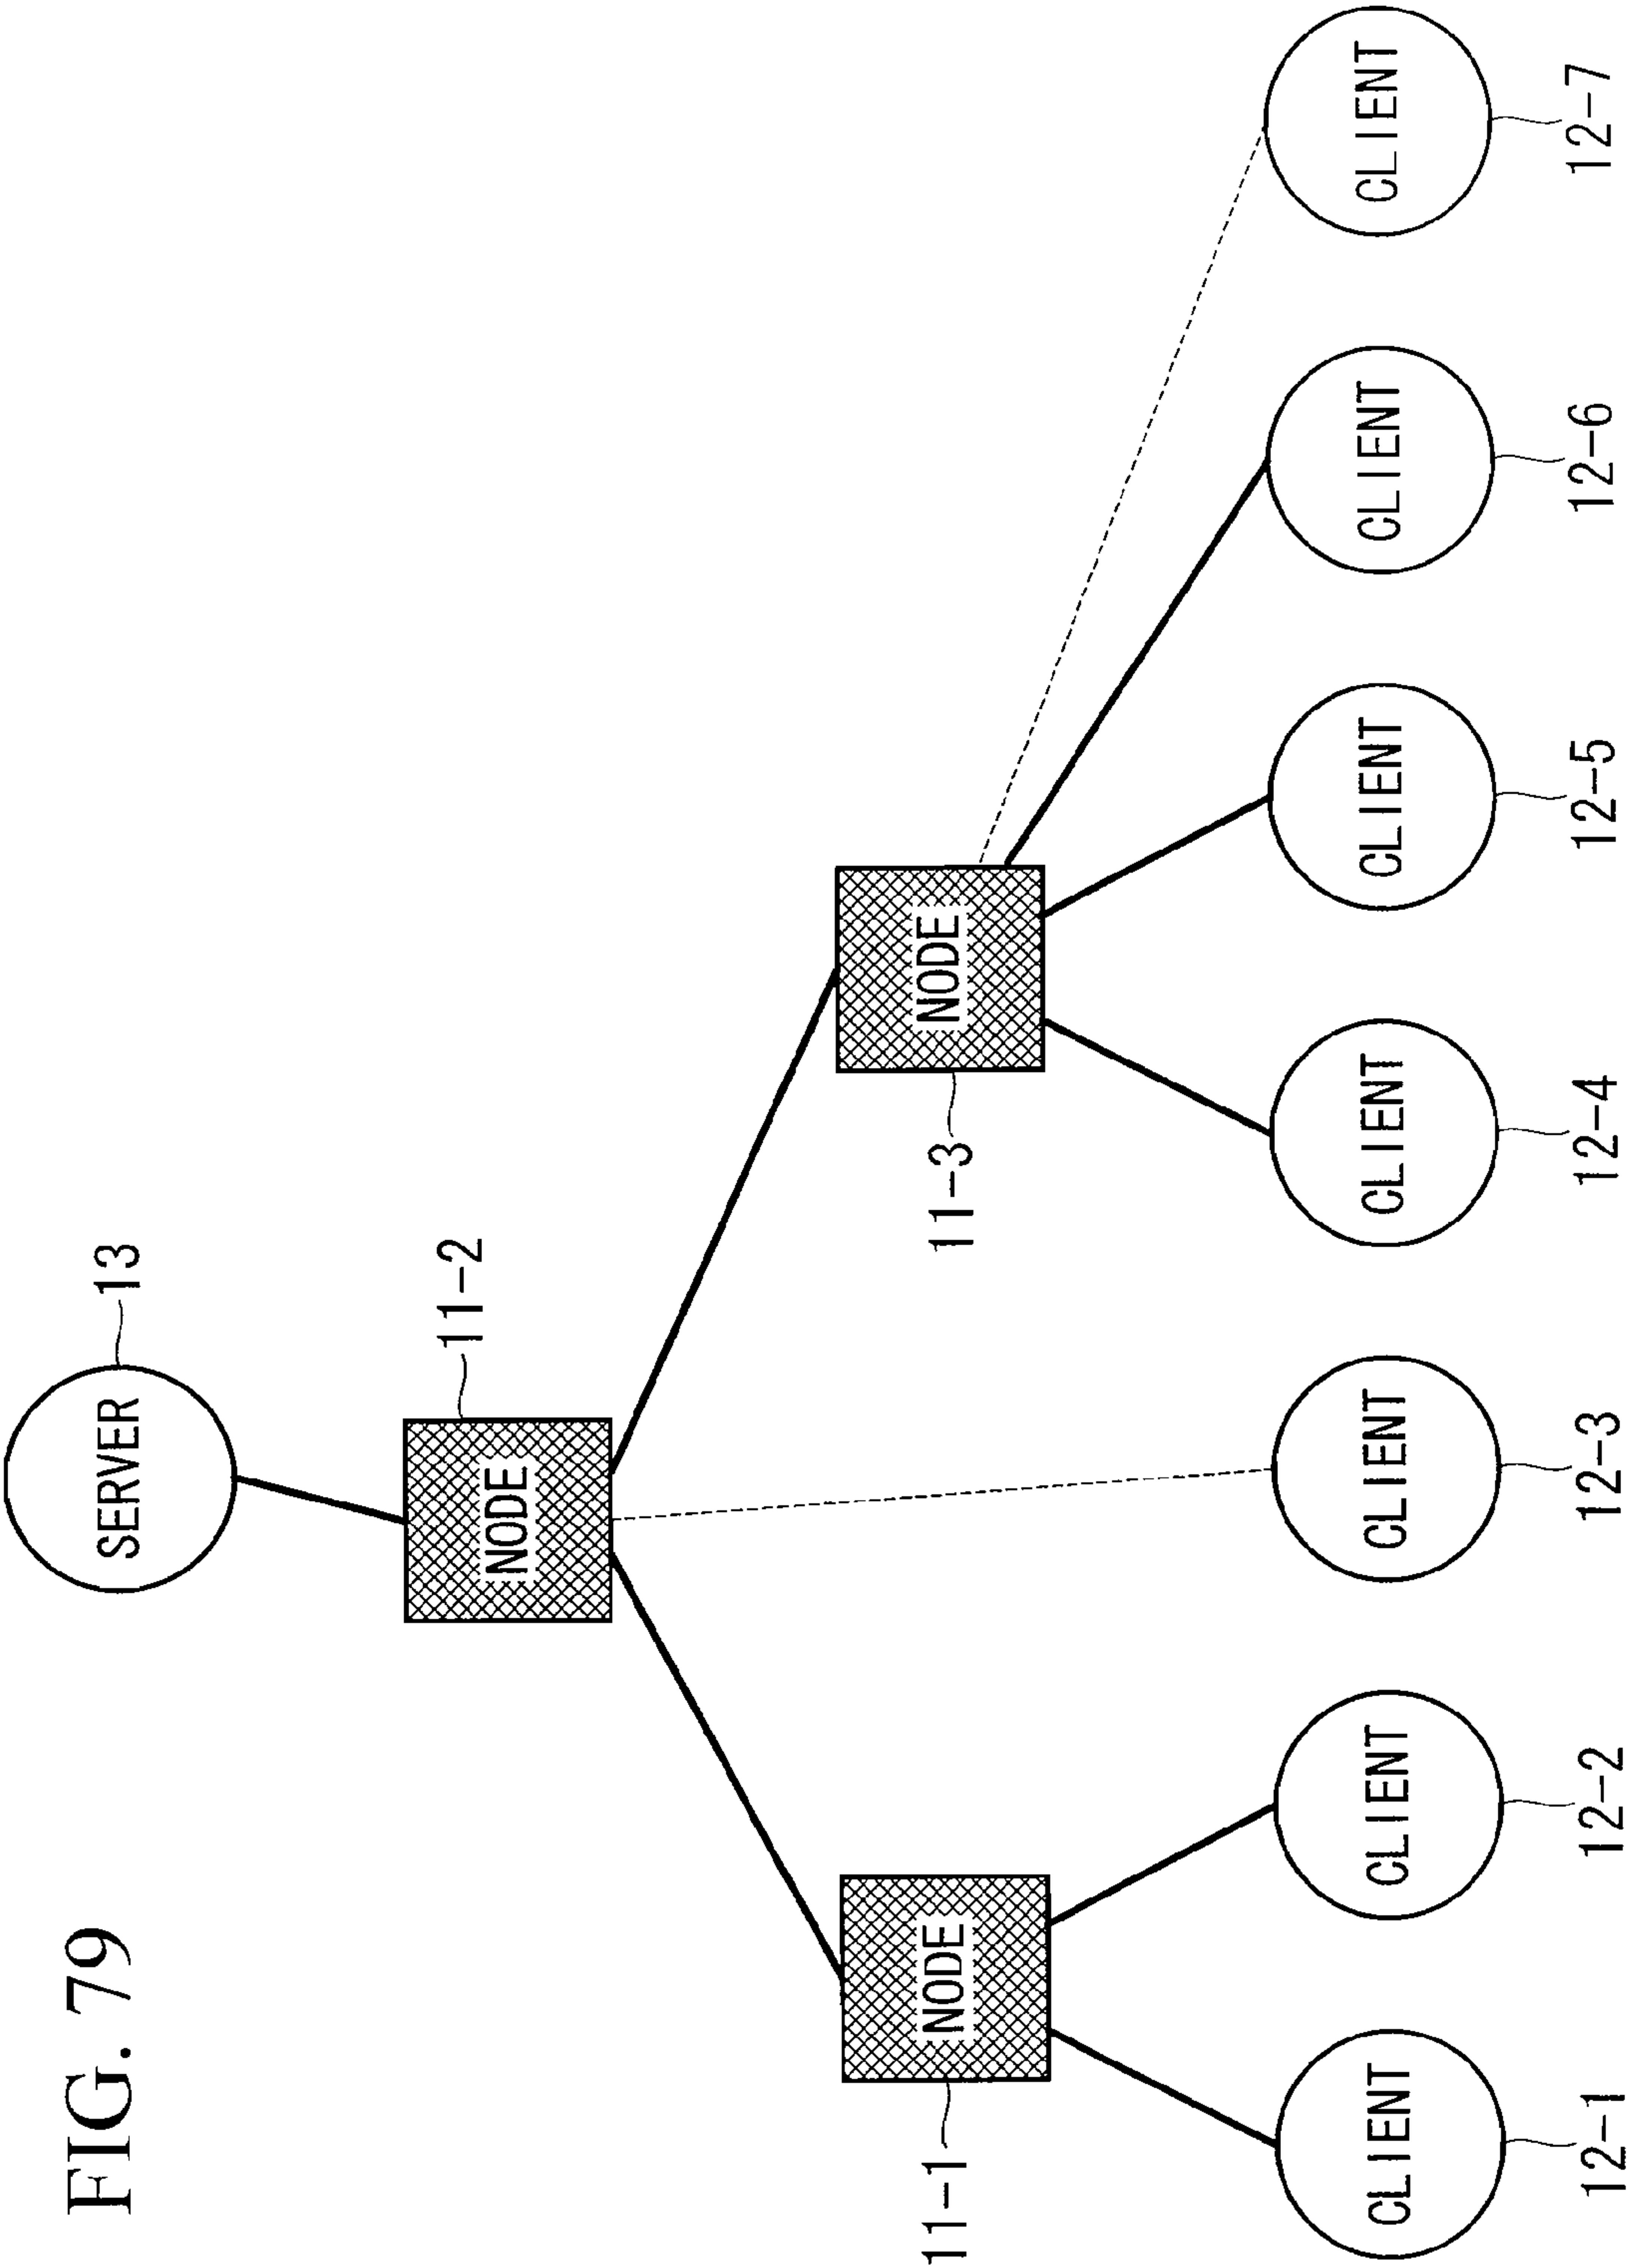 FIG. 79
SERVER
13
NODE
11-2
NODE
11-1
NODE
11-3
CLIENT
CLIENT
CLIENT
CLIENT
CLIENT
CLIENT
CLIENT
12-1
12-2
12-3
12-4
12-5
12-6
12-7